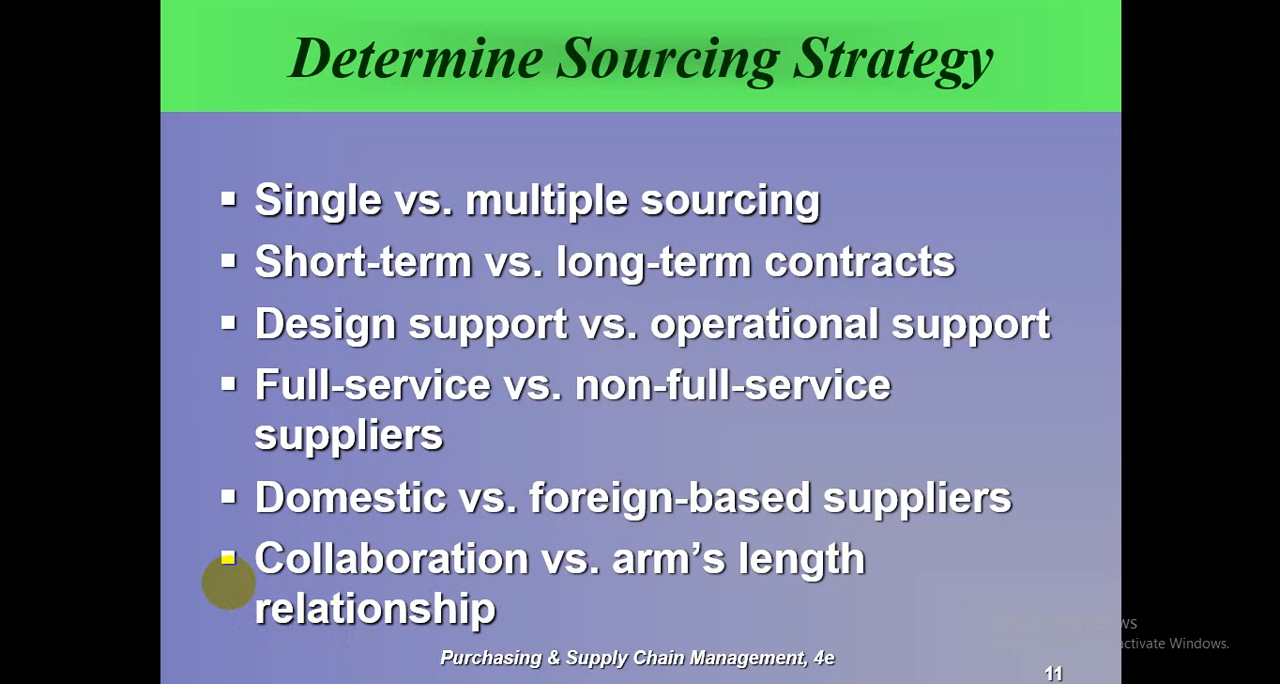 Determine Sourcing Strategy
Single vs. multiple sourcing
Short-term vs. long-term contracts
Design support vs. operational support
Full-service vs. non-full-service
suppliers
Domestic vs. foreign-based suppliers
Collaboration vs. arm’s length
relationship
Purchasing & Supply Chain Management, 4e
11
Windows.